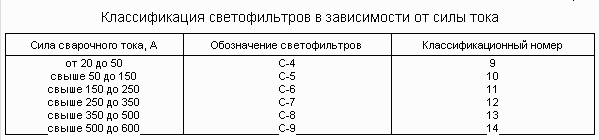 Классификация светофильтров в зависимости от силы тока
Сила сварочного тока, А Обозначение светофильтров Классификационный номер
от 20 до 50 С-4 9
свыше 50 до 150 С-5 10
свыше 150 до 250 С-6 11
свыше 250 до 350 С-7 12
свыше 350 до 500 С-8 13
свыше 500 до 600 С-9 14